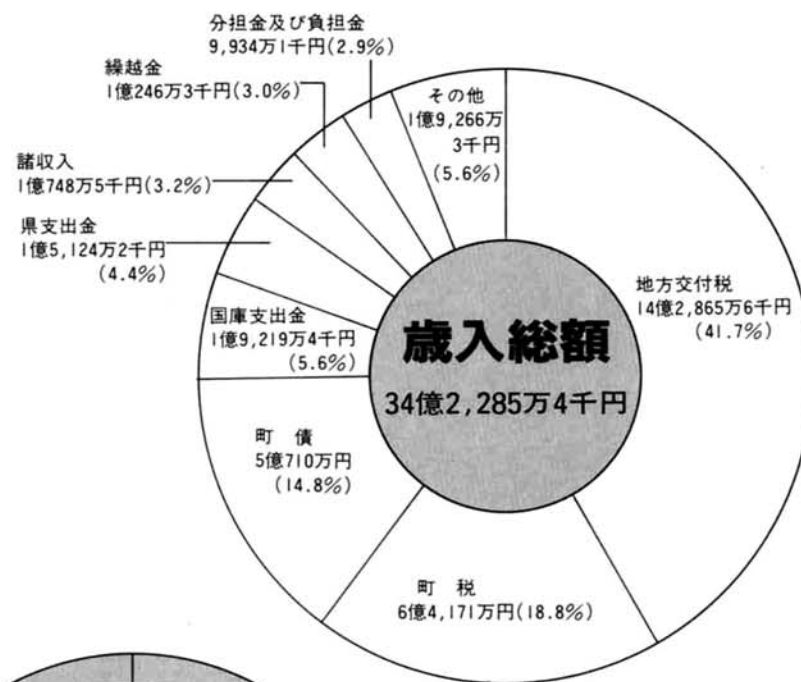 分担金及び負担金
9,934万1千円(2.9%)
繰越金
1億246万3千円(3.0%)
諸収入
1億748万5千円(3.2%)
県支出金
1億5,124万2千円
(4.4%)
国庫支出金
1億9,219万4千円
(5.6%)
町 債
5億710万円
(14.8%)
町 税
6億4,171万円(18.8%)
地方交付税
14億2,865万6千円
(41.7%)
その他
1億9,266万
3千円
(5.6%)
歳入総額
34億2,285万4千円